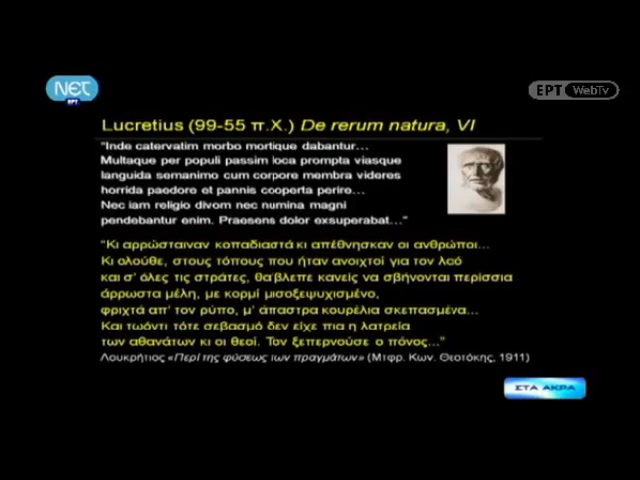 ΝΕΤ
ΕΡΤ
ΕΡΤ WebTv
Lucretius (99-55 π.Χ.) De rerum natura, VI
“Inde catervatim morbo mortique dabantur…
Multaque per populi passim loca prompta viasque
languida semanimo cum corpore membra videres
horrida paedore et pannis cooperta perire…
Nec iam religio divom nec numina magni
pendebantur enim. Praesens dolor exsuperabat…”
“Κι αρρώσταιναν κοπαδιαστά κι απέθνησκαν οι ανθρώποι…
Κι ολούθε, στους τόπους που ήταν ανοιχτοί για τον λαό
και σ’ όλες τις στράτες, θα’βλεπε κανείς να σβήνονται περίσσια
άρρωστα μέλη, με κορμί μισοξεψυχισμένο,
φριχτά απ’ τον ρύπο, μ’ άπαστρα κουρέλια σκεπασμένα…
Και τωόντι τότε σεβασμό δεν είχε πια η λατρεία
των αθανάτων κι οι θεοί. Τον ξεπερνούσε ο πόνος…”
Λουκρήτιος «Περί της φύσεως των πραγμάτων» (Μτφρ. Κων. Θεοτόκης, 1911)
ΣΤΑ ΑΚΡΑ